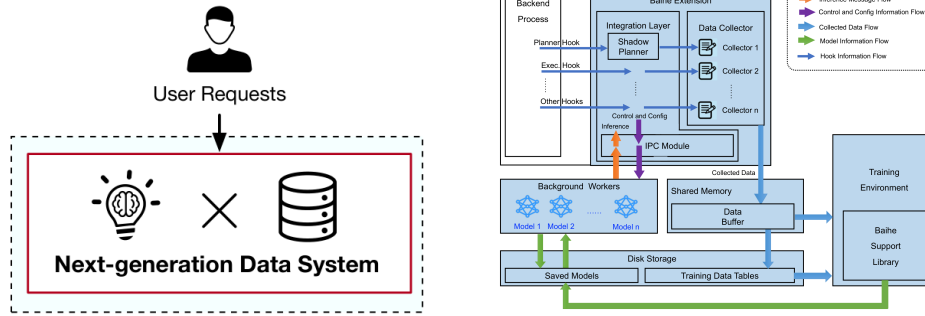 User Requests
Next-generation Data System
Backend
Process
Baihe Extension
Integration Layer
Data Collector
Planner Hook
Shadow
Planner
Collector 1
Exec. Hook
Collector 2
Other Hooks
Collector n
Control and Config
Inference
IPC Module
Collected Data
Background Workers
Model 1
Model 2
......
Model n
Shared Memory
Data
Buffer
Disk Storage
Saved Models
Training Data Tables
Training
Environment
Baihe
Support
Library
Inference Message Flow
Control and Config Information Flow
Collected Data Flow
Model Information Flow
Hook Information Flow